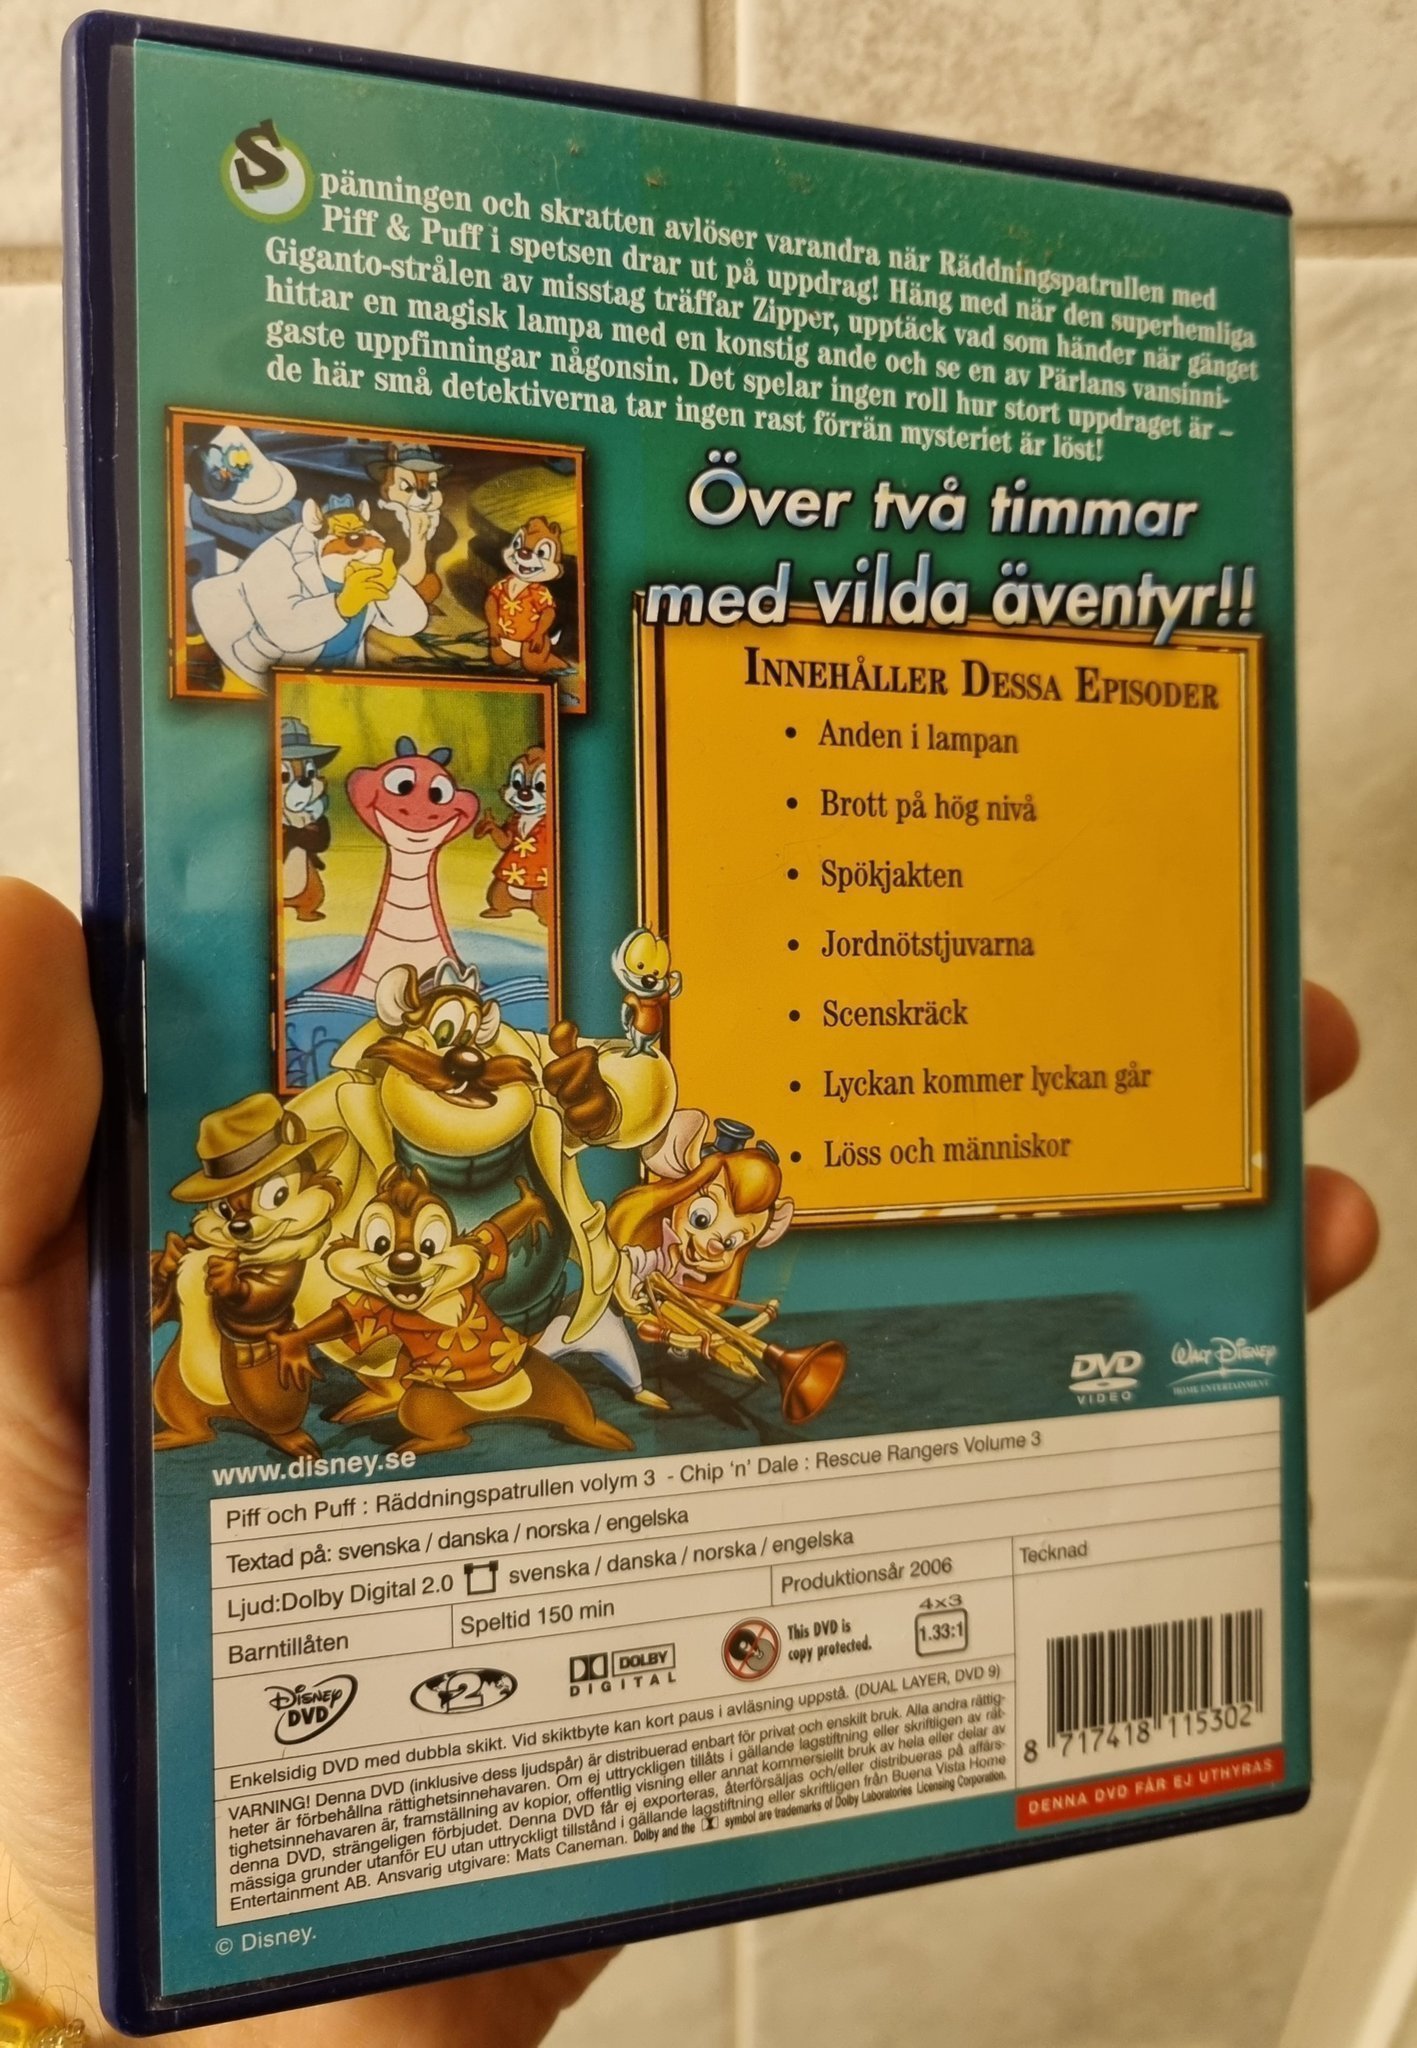 Spänningen och skratten avlöser varandra när Räddningspatrullen med
Piff & Puff i spetsen drar ut på uppdrag! Häng med när den superhemliga
Giganto-strålen av misstag träffar Zipper, upptäck vad som händer när gänget
hittar en magisk lampa med en konstig ande och se en av Pärlans vansinni-
gaste uppfinningar någonsin. Det spelar ingen roll hur stort uppdraget är –
de här små detektiverna tar ingen rast förrän mysteriet är löst!
Över två timmar
med vilda äventyr!!
INNEHÅLLER DESSA EPISODER
• Anden i lampan
• Brott på hög nivå
• Spökjakten
• Jordnötstjuvarna
• Scenskräck
• Lyckan kommer lyckan går
• Löss och människor
DVD
VIDEO
WALT DISNEY
HOME ENTERTAINMENT
www.disney.se
Piff och Puff : Räddningspatrullen volym 3 - Chip 'n' Dale : Rescue Rangers Volume 3
Textad på: svenska / danska / norska / engelska
Ljud:Dolby Digital 2.0 svenska / danska / norska / engelska
Barntillåten
Speltid 150 min
Produktionsår 2006
Tecknad
DISNEY
DVD
2
DOLBY
DIGITAL
This DVD is
copy protected.
4x3
1.33:1
Enkelsidig DVD med dubbla skikt. Vid skiktbyte kan kort paus i avläsning uppstå. (DUAL LAYER, DVD 9)
VARNING! Denna DVD (inklusive dess ljudspår) är distribuerad enbart för privat och enskilt bruk. Alla andra rättig-
heter är förbehållna rättighetsinnehavaren. Om ej uttryckligen tillåts i gällande lagstiftning eller skriftligen av rät-
tighetsinnehavaren är, framställning av kopior, offentlig visning eller annat kommersiellt bruk av hela eller delar av
denna DVD, strängeligen förbjudet. Denna DVD får ej exporteras, återförsäljas och/eller distribueras på affärs-
mässiga grunder utanför EU utan uttryckligt tillstånd i gällande lagstiftning eller skriftligen från Buena Vista Home
Entertainment AB. Ansvarig utgivare: Mats Caneman. Dolby and the symbol are trademarks of Dolby Laboratories Licensing Corporation.
8 717418 115302
DENNA DVD FÅR EJ UTHYRAS
© Disney.